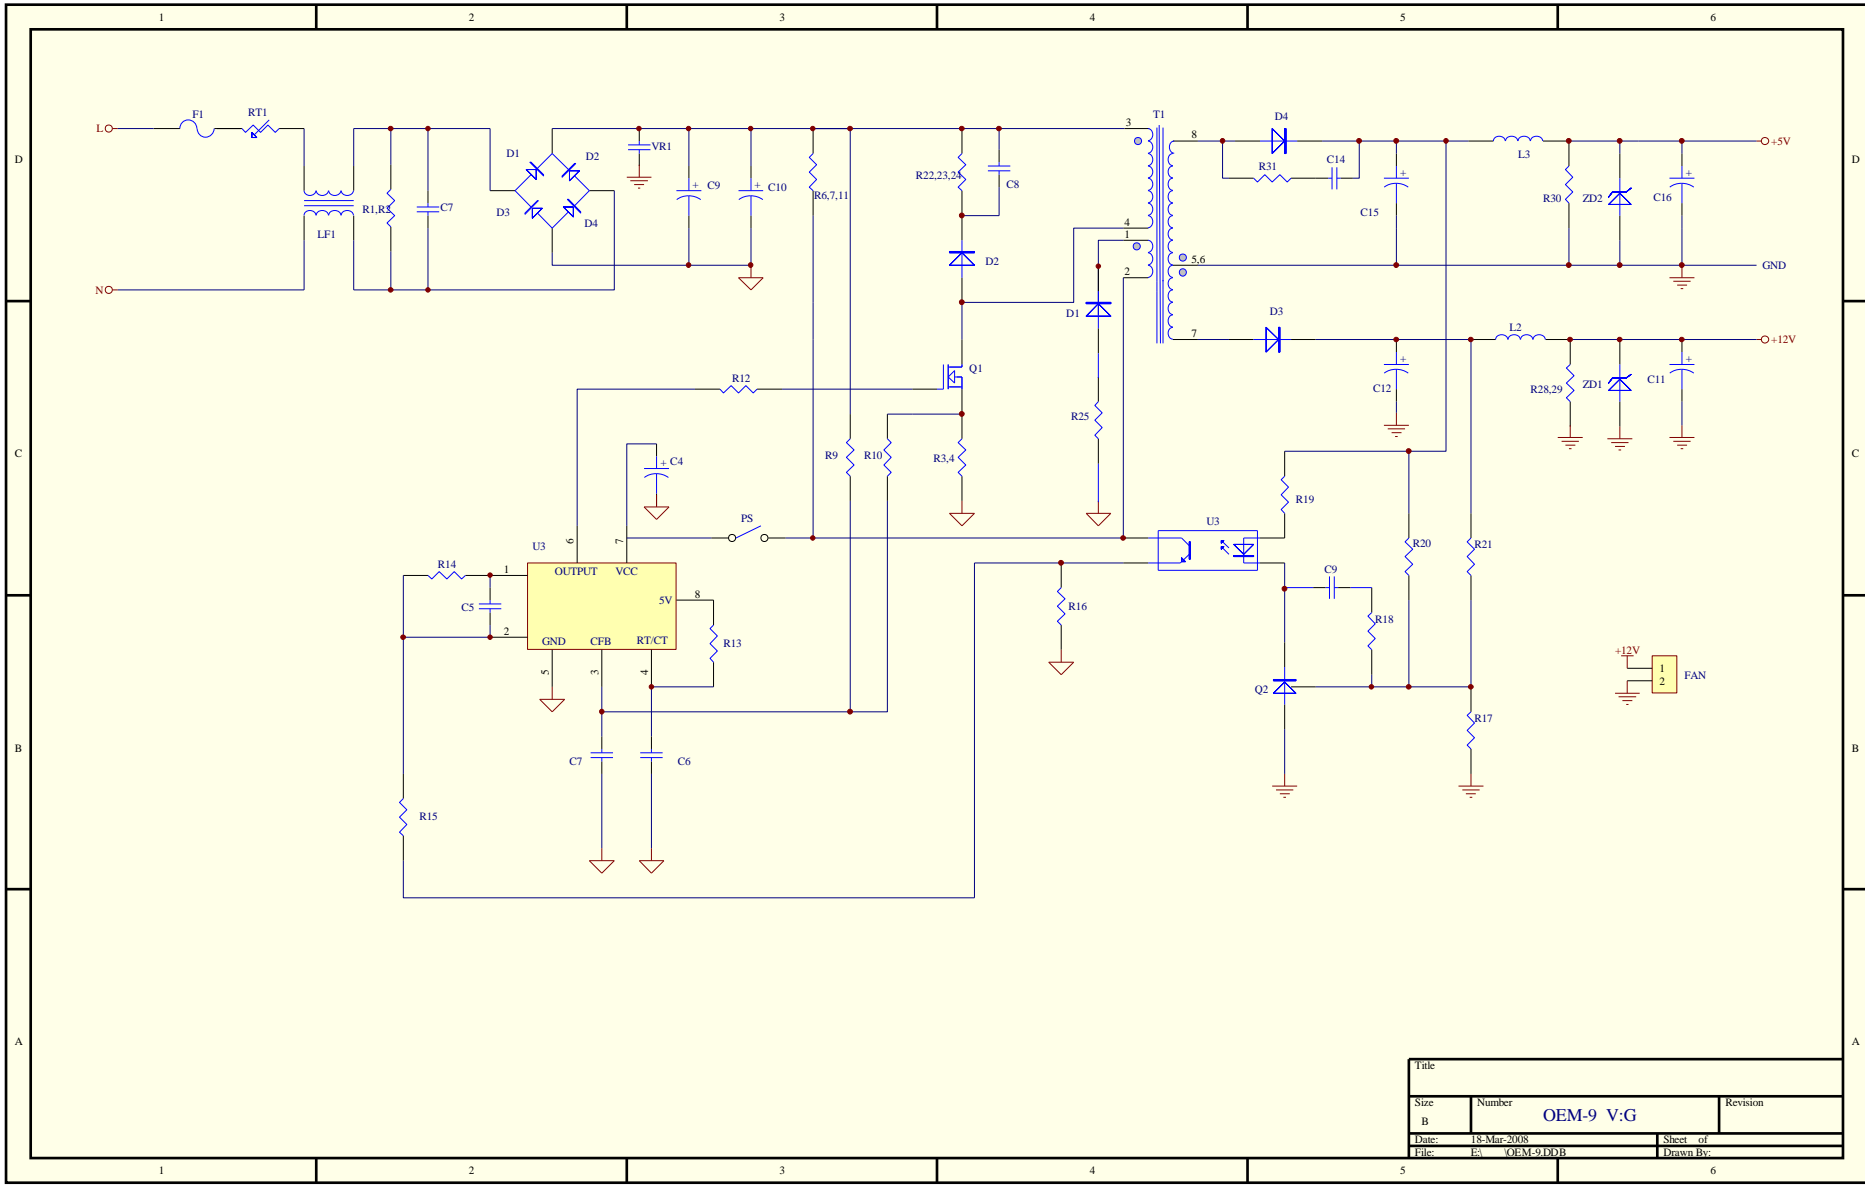 1 2 3 4 5 6
D D
C C
B B
A A
L
F1
RT1
N
LF1
R1,R2
C7
D1
D2
D3
D4
VR1
C9
C10
R6,7,11
R22,23,24
C8
D2
T1
3
4
1
2
8
5,6
7
D4
R31
C14
C15
L3
R30
ZD2
C16
+5V
GND
D3
L2
C12
R28,29
ZD1
C11
+12V
D1
R25
Q1
R12
R9
R10
R3,4
C4
PS
U3
6
7
OUTPUT
VCC
1
2
5V
8
GND
CFB
RT/CT
5
3
4
R14
C5
R13
C7
C6
R15
U3
R16
R19
R20
R21
C9
R18
Q2
R17
+12V
1
2
FAN
Title
Size
B
Number
OEM-9 V:G
Revision
Date:
18-Mar-2008
Sheet of
File:
E:\ \OEM-9.DDB
Drawn By:
1 2 3 4 5 6